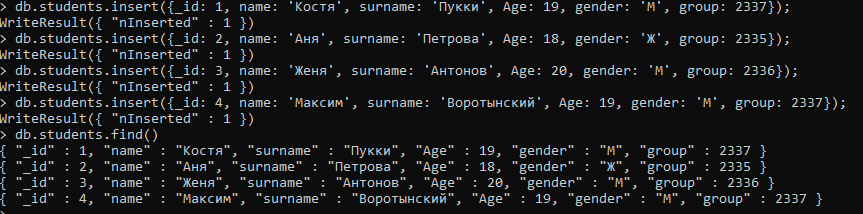 > db.students.insert({_id: 1, name: 'Костя', surname: 'Пукки', Age: 19, gender: 'М', group: 2337});
WriteResult({ "nInserted" : 1 })
> db.students.insert({_id: 2, name: 'Аня', surname: 'Петрова', Age: 18, gender: 'Ж', group: 2335});
WriteResult({ "nInserted" : 1 })
> db.students.insert({_id: 3, name: 'Женя', surname: 'Антонов', Age: 20, gender: 'М', group: 2336});
WriteResult({ "nInserted" : 1 })
> db.students.insert({_id: 4, name: 'Максим', surname: 'Воротынский', Age: 19, gender: 'М', group: 2337});
WriteResult({ "nInserted" : 1 })
> db.students.find()
{ "_id" : 1, "name" : "Костя", "surname" : "Пукки", "Age" : 19, "gender" : "М", "group" : 2337 }
{ "_id" : 2, "name" : "Аня", "surname" : "Петрова", "Age" : 18, "gender" : "Ж", "group" : 2335 }
{ "_id" : 3, "name" : "Женя", "surname" : "Антонов", "Age" : 20, "gender" : "М", "group" : 2336 }
{ "_id" : 4, "name" : "Максим", "surname" : "Воротынский", "Age" : 19, "gender" : "М", "group" : 2337 }
>